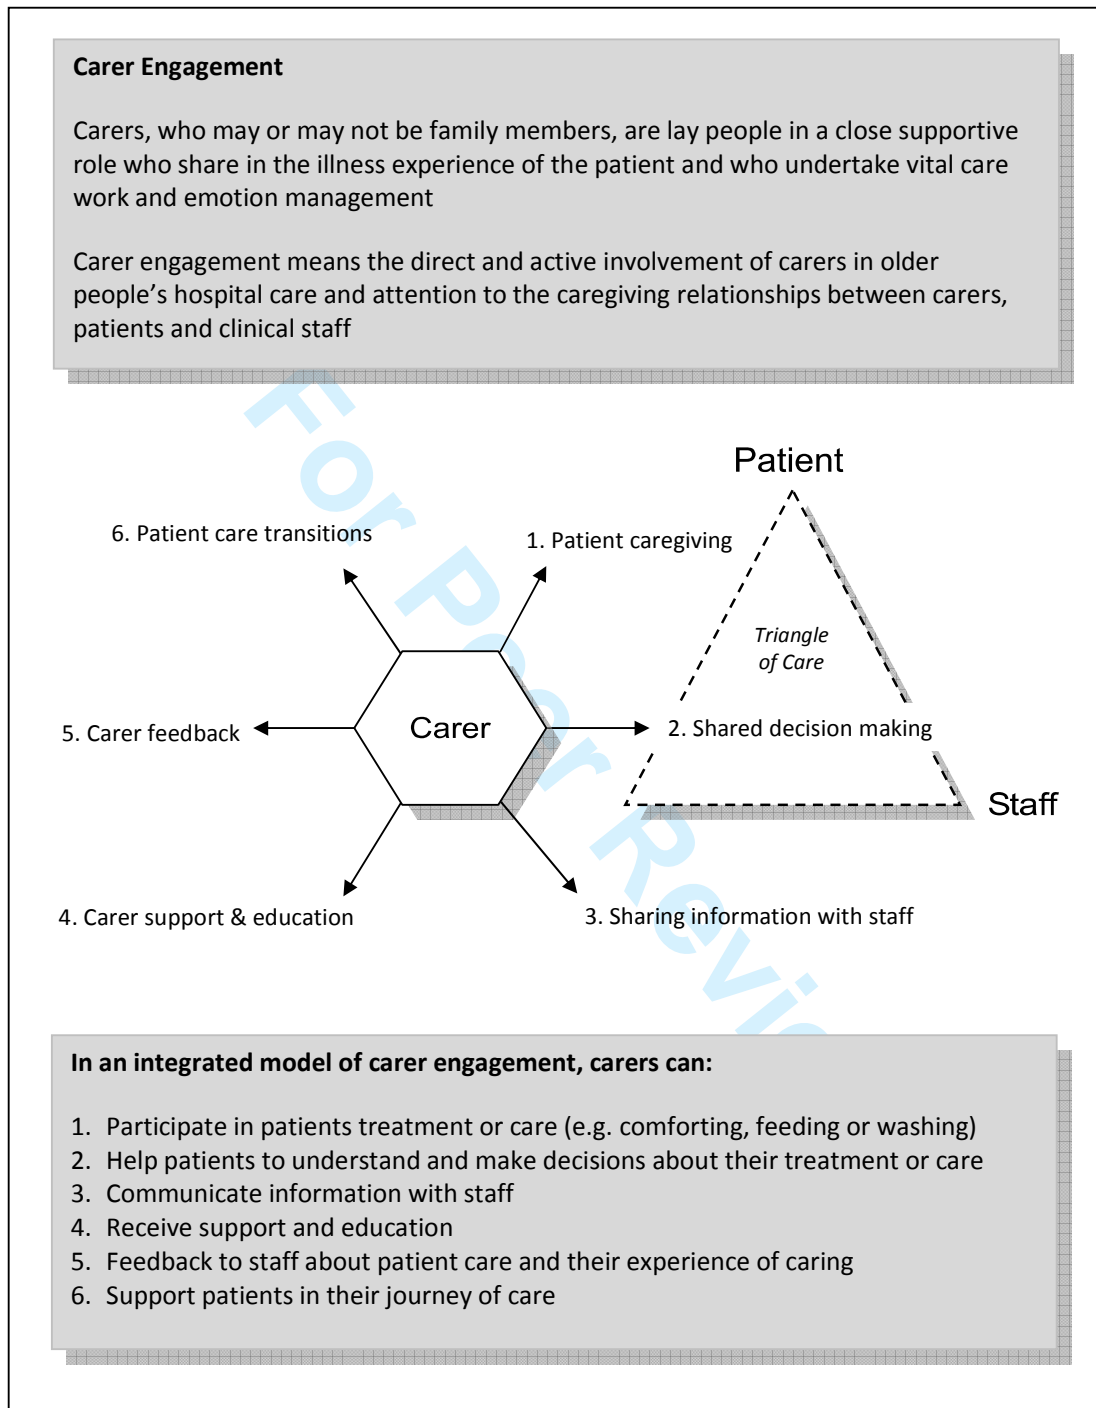 Carer Engagement
Carers, who may or may not be family members, are lay people in a close supportive
role who share in the illness experience of the patient and who undertake vital care
work and emotion management
Carer engagement means the direct and active involvement of carers in older
people's hospital care and attention to the caregiving relationships between carers,
patients and clinical staff
For Peer Review
Patient
6. Patient care transitions
1. Patient caregiving
Triangle
of Care
5. Carer feedback
Carer
2. Shared decision making
Staff
4. Carer support & education
3. Sharing information with staff
In an integrated model of carer engagement, carers can:
1. Participate in patients treatment or care (e.g. comforting, feeding or washing)
2. Help patients to understand and make decisions about their treatment or care
3. Communicate information with staff
4. Receive support and education
5. Feedback to staff about patient care and their experience of caring
6. Support patients in their journey of care